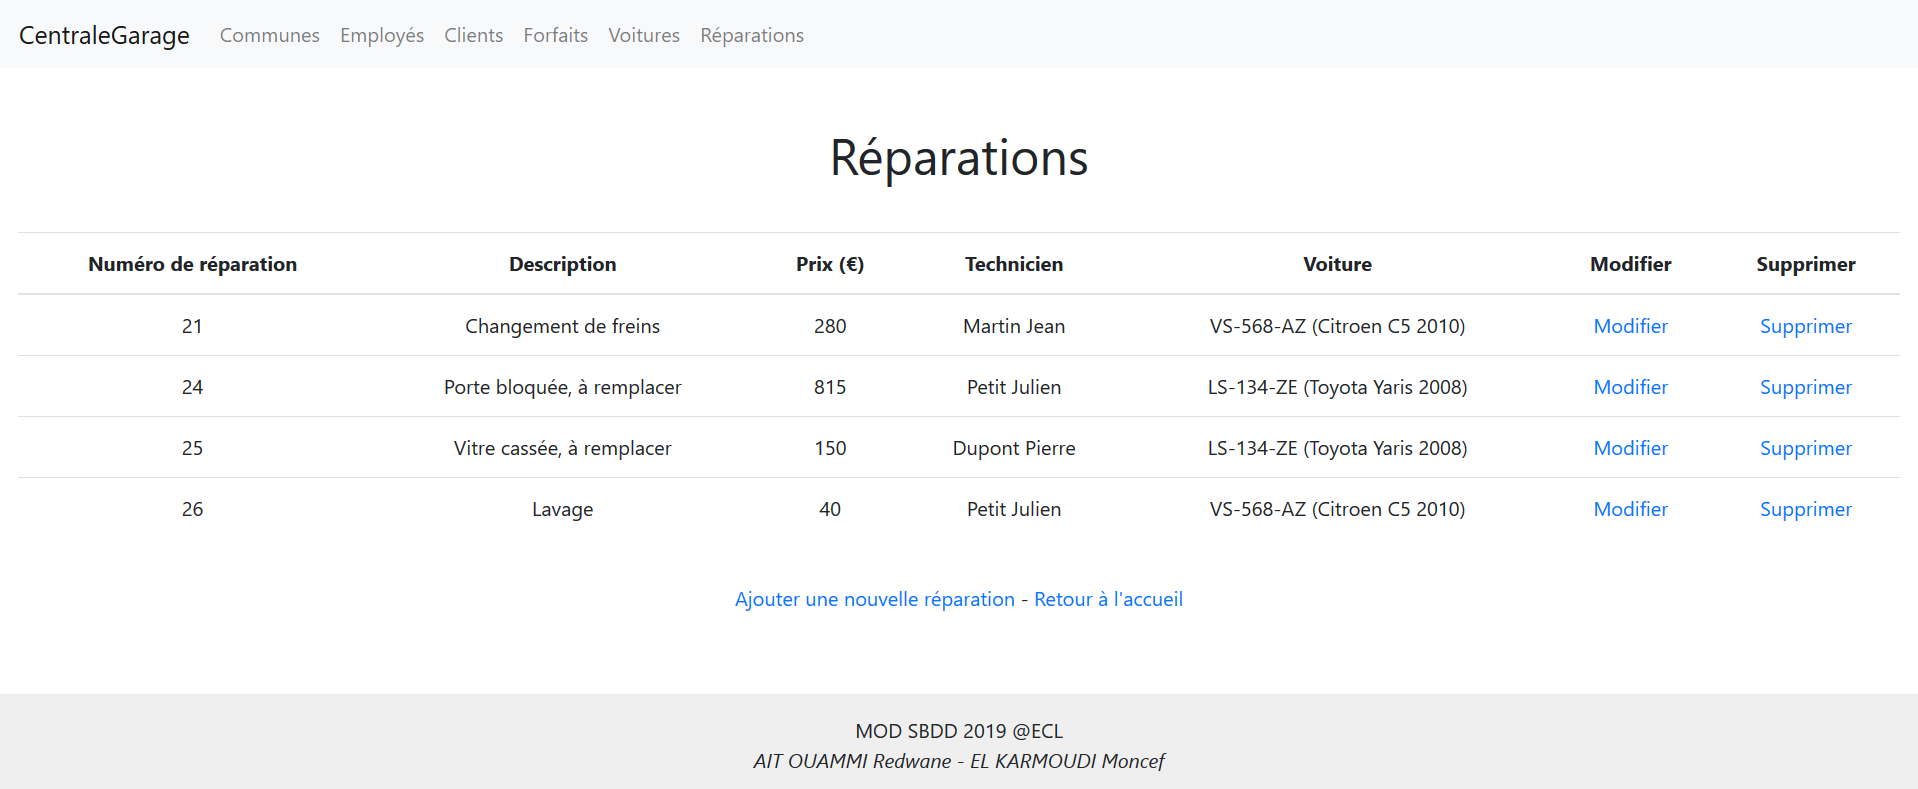 CentraleGarage Communes Employés Clients Forfaits Voitures Réparations
Réparations
Numéro de réparation Description Prix (€) Technicien Voiture Modifier Supprimer
21 Changement de freins 280 Martin Jean VS-568-AZ (Citroen C5 2010) Modifier Supprimer
24 Porte bloquée, à remplacer 815 Petit Julien LS-134-ZE (Toyota Yaris 2008) Modifier Supprimer
25 Vitre cassée, à remplacer 150 Dupont Pierre LS-134-ZE (Toyota Yaris 2008) Modifier Supprimer
26 Lavage 40 Petit Julien VS-568-AZ (Citroen C5 2010) Modifier Supprimer
Ajouter une nouvelle réparation - Retour à l'accueil
MOD SBDD 2019 @ECL
AIT OUAMMI Redwane - EL KARMOUDI Moncef